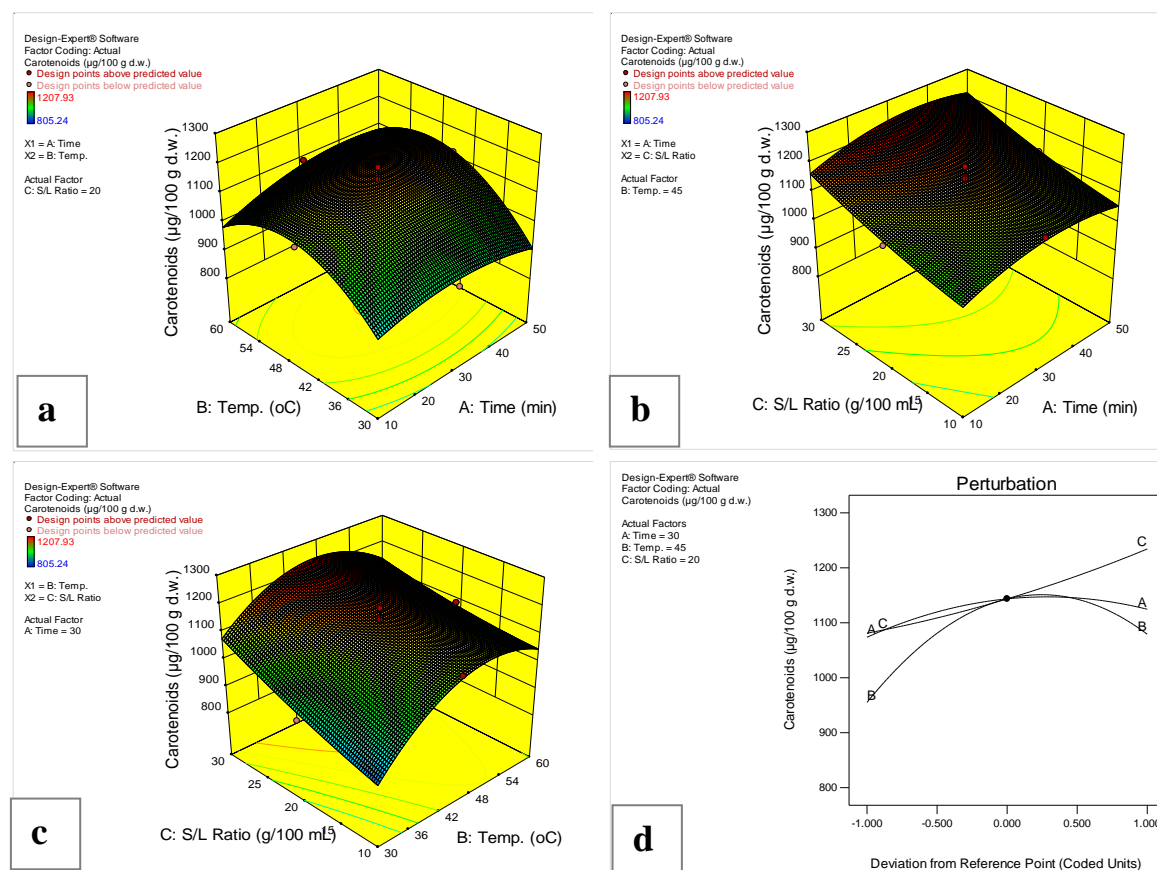 Design-Expert® Software
Factor Coding: Actual
Carotenoids (µg/100 g d.w.)
Design points above predicted value
Design points below predicted value
1207.93
805.24
X1 = A: Time
X2 = B: Temp.
Actual Factor
C: S/L Ratio = 20
1300
1200
1100
1000
900
800
Carotenoids (µg/100 g d.w.)
60
54
48
42
36
30
10
20
30
40
50
B: Temp. (oC)
A: Time (min)
a
Design-Expert® Software
Factor Coding: Actual
Carotenoids (µg/100 g d.w.)
Design points above predicted value
Design points below predicted value
1207.93
805.24
X1 = A: Time
X2 = C: S/L Ratio
Actual Factor
B: Temp. = 45
1300
1200
1100
1000
900
800
Carotenoids (µg/100 g d.w.)
30
25
20
15
10
10
20
30
40
50
C: S/L Ratio (g/100 mL)
A: Time (min)
b
Design-Expert® Software
Factor Coding: Actual
Carotenoids (µg/100 g d.w.)
Design points above predicted value
Design points below predicted value
1207.93
805.24
X1 = B: Temp.
X2 = C: S/L Ratio
Actual Factor
A: Time = 30
1300
1200
1100
1000
900
800
Carotenoids (µg/100 g d.w.)
30
25
20
15
10
30
36
42
48
54
60
C: S/L Ratio (g/100 mL)
B: Temp. (oC)
c
Design-Expert® Software
Factor Coding: Actual
Carotenoids (µg/100 g d.w.)
Actual Factors
A: Time = 30
B: Temp. = 45
C: S/L Ratio = 20
Perturbation
1300
1200
1100
1000
900
800
Carotenoids (µg/100 g d.w.)
A
C
B
C
A
B
-1.000
-0.500
0.000
0.500
1.000
Deviation from Reference Point (Coded Units)
d